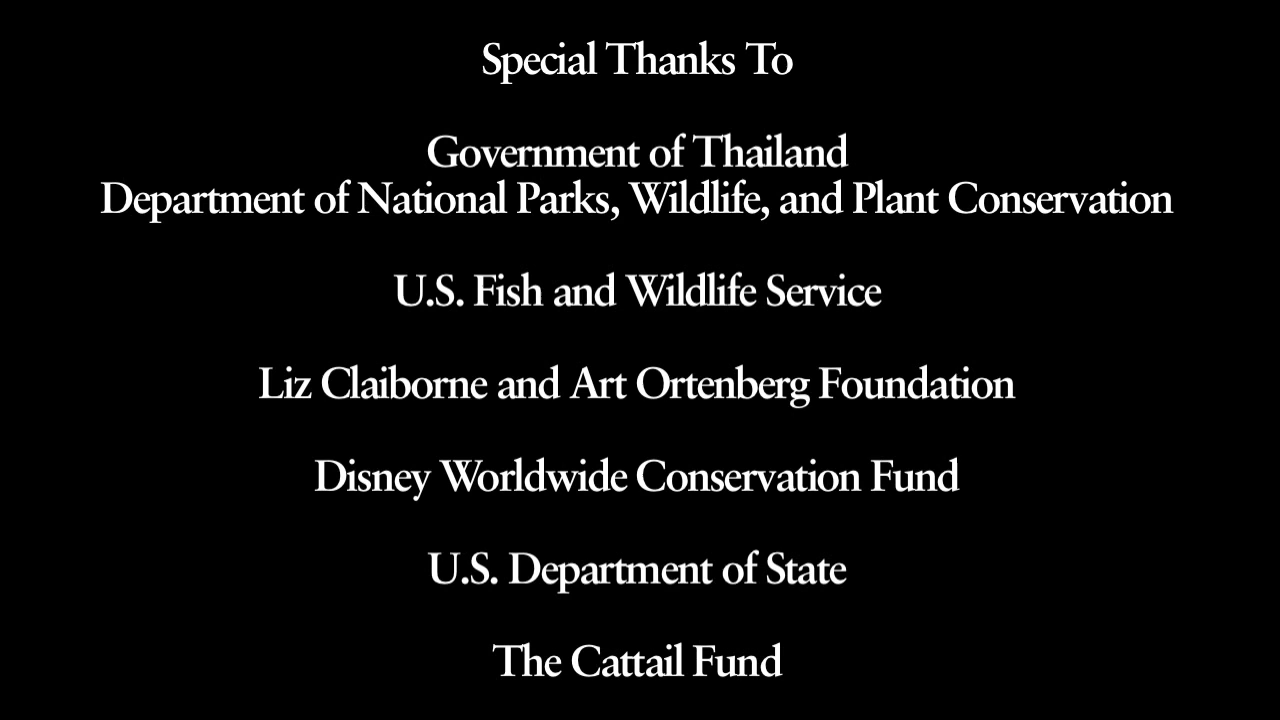 Special Thanks To
Government of Thailand
Department of National Parks, Wildlife, and Plant Conservation
U.S. Fish and Wildlife Service
Liz Claiborne and Art Ortenberg Foundation
Disney Worldwide Conservation Fund
U.S. Department of State
The Cattail Fund